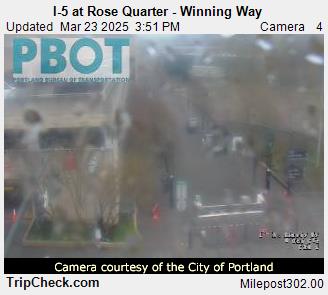 I-5 at Rose Quarter - Winning Way
Updated Mar 23 2025 3:51 PM Camera 4
PBOT
PORTLAND BUREAU OF TRANSPORTATION
Camera courtesy of the City of Portland
TripCheck.com Milepost302.00